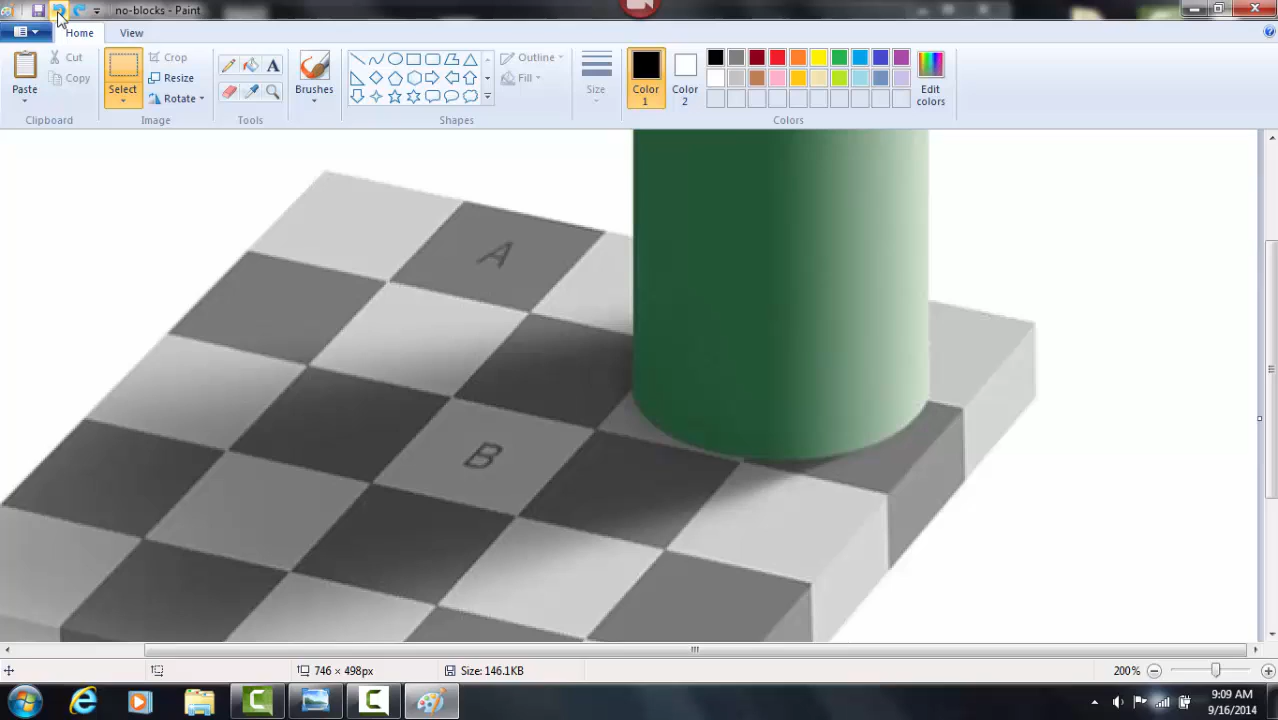 no-blocks - Paint
Home
View
Paste
Cut
Copy
Clipboard
Select
Crop
Resize
Rotate
Image
A
Tools
Brushes
Outline
Fill
Shapes
Size
Color 1
Color 2
Edit colors
Colors
A
B
746 × 498px
Size: 146.1KB
200%
9:09 AM
9/16/2014